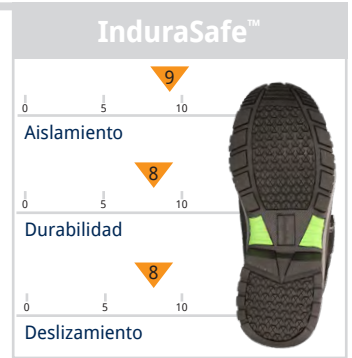 InduraSafe™
9
0 5 10
Aislamiento
8
0 5 10
Durabilidad
8
0 5 10
Deslizamiento